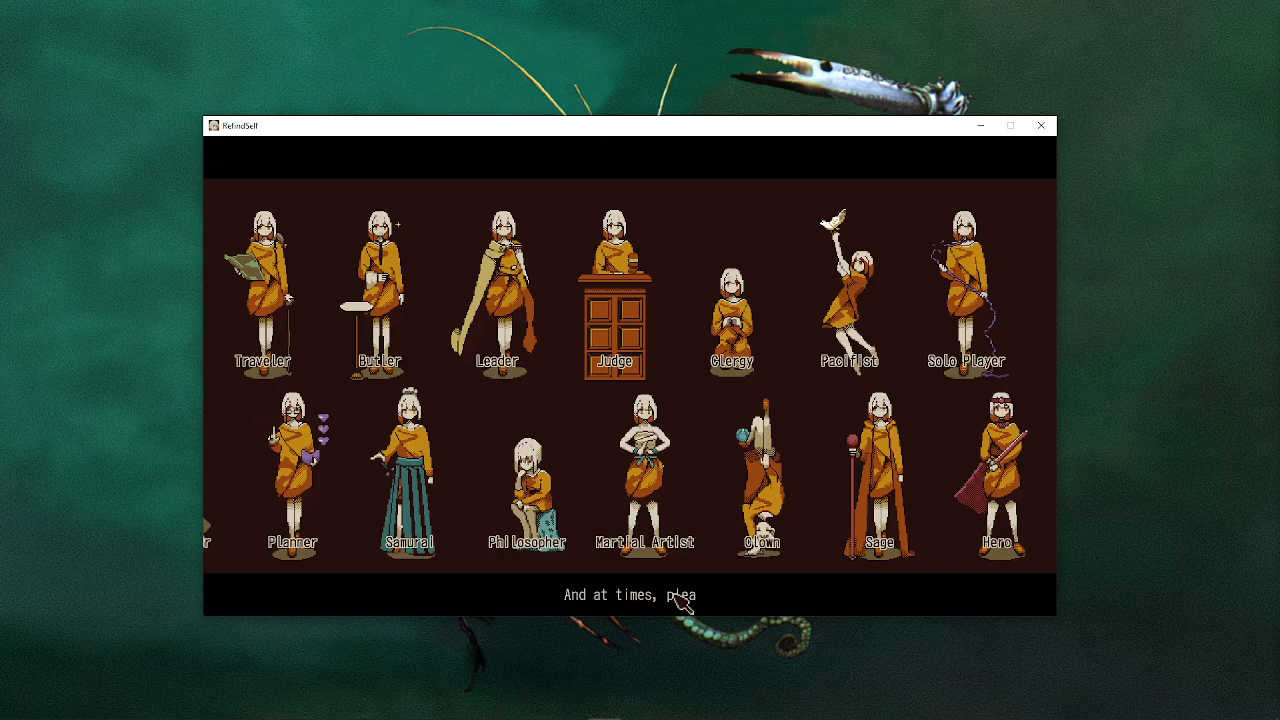 RefindSelf
Traveler
Butler
Leader
Judge
Clergy
Pacifist
Solo Player
r
Planner
Samurai
Philosopher
Martial Artist
Clown
Sage
Hero
And at times, plea